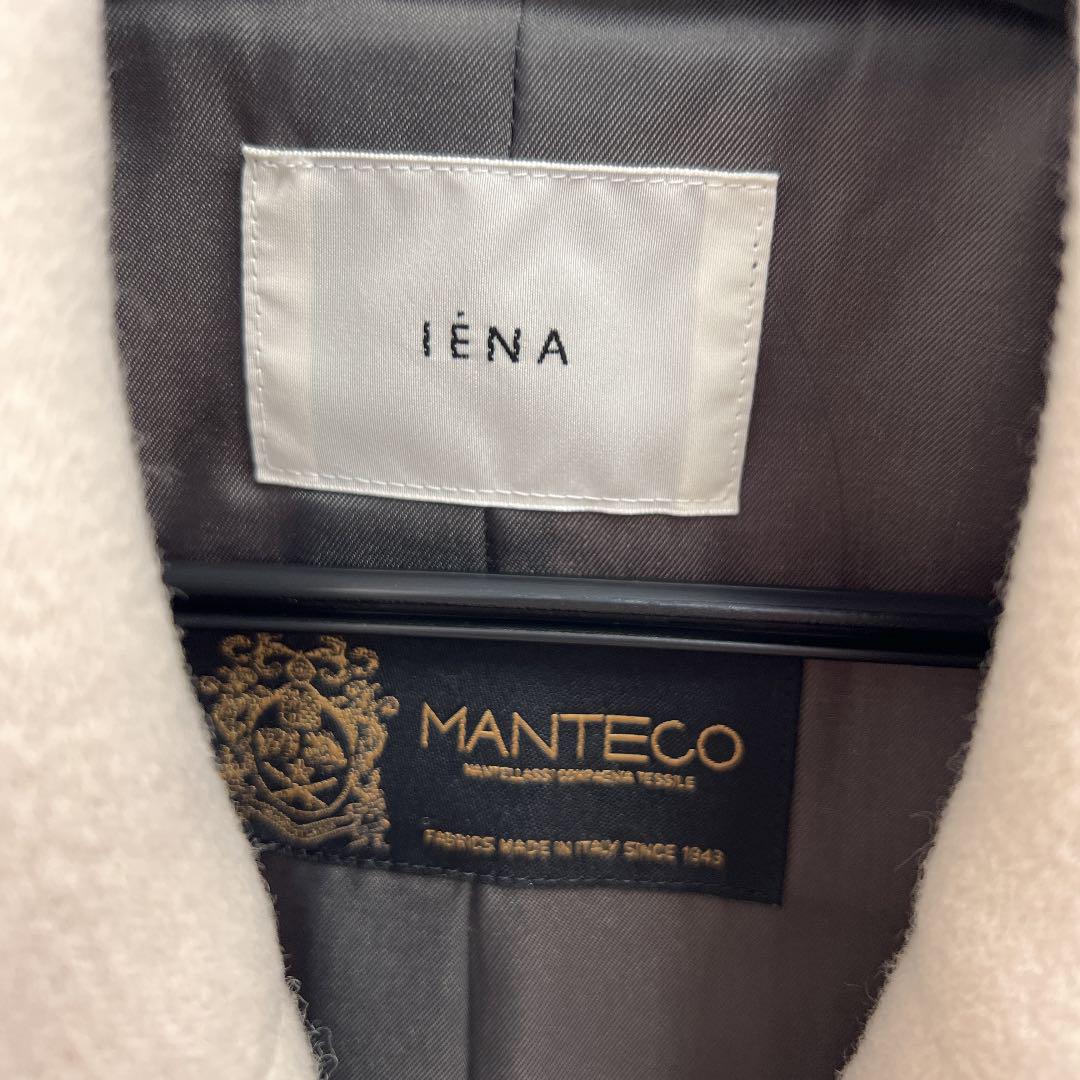 IÉNA
MANTECO
MANTELLASSI COMPAGNIA TESSILE
FABRICS MADE IN ITALY SINCE 1943